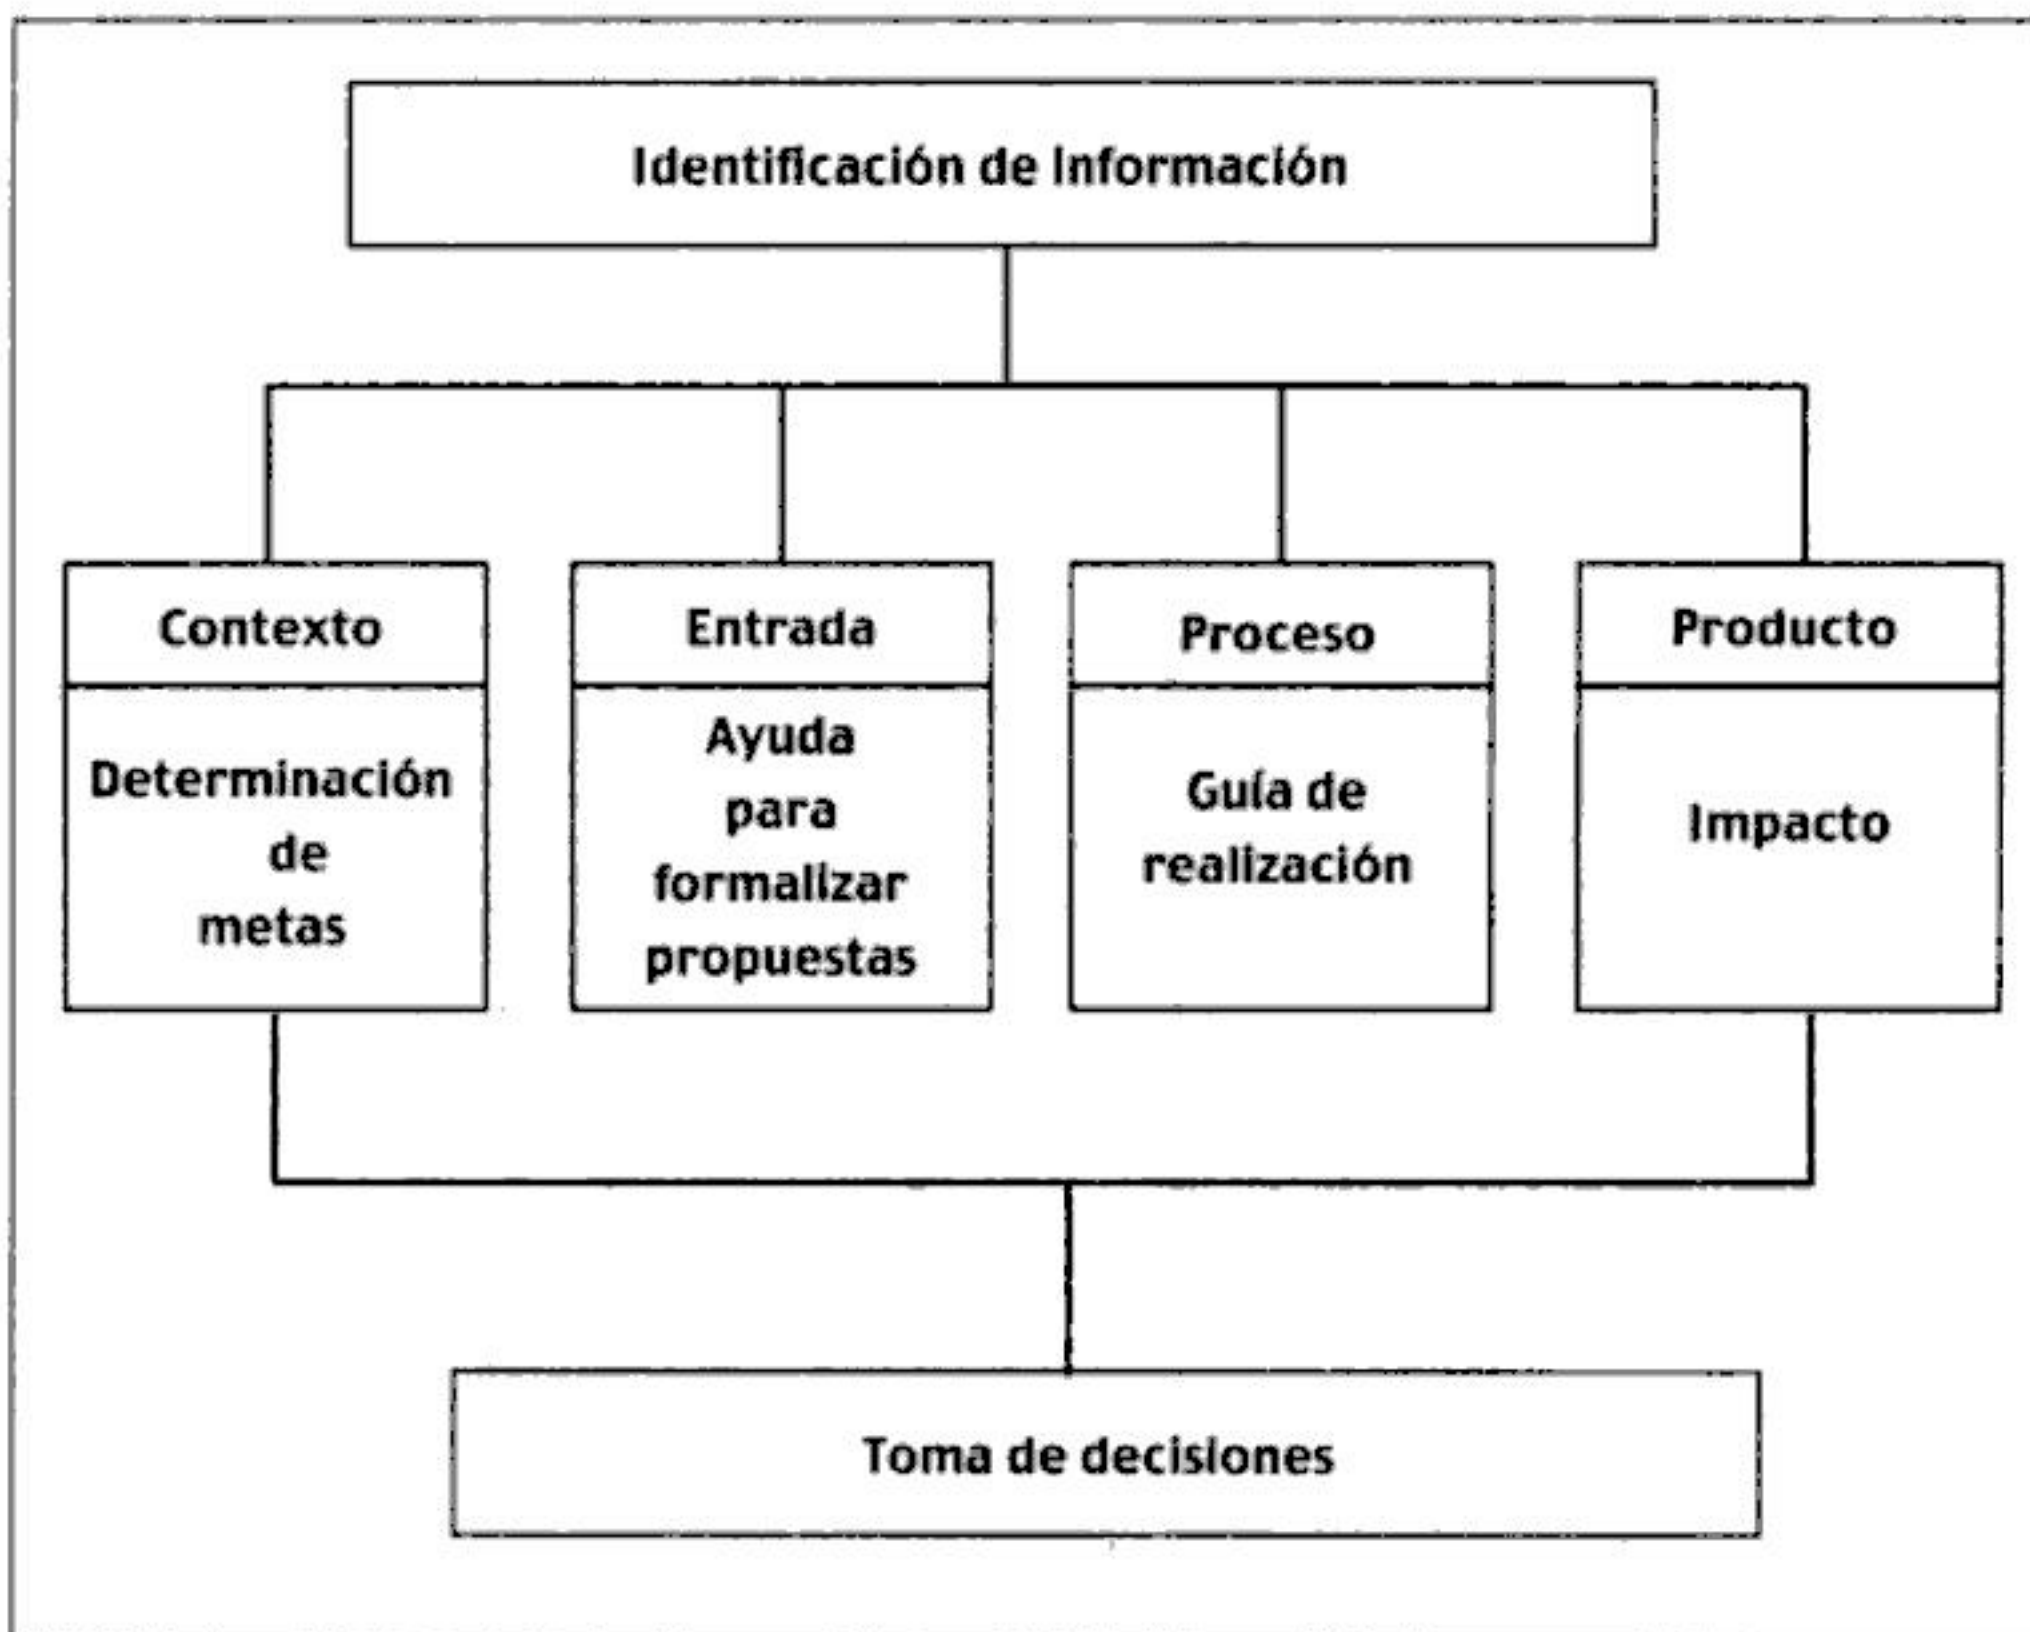 Identificación de Información
Contexto
Entrada
Proceso
Producto
Determinación
de
metas
Ayuda
para
formalizar
propuestas
Guía de
realización
Impacto
Toma de decisiones